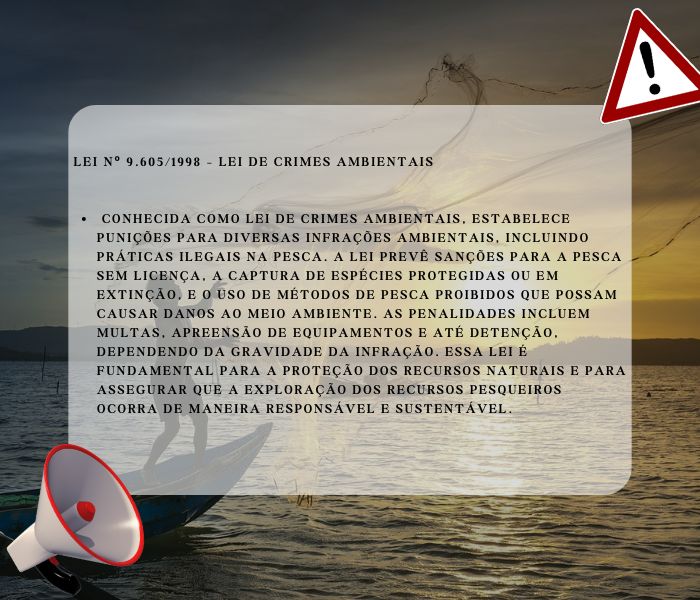 LEI Nº 9.605/1998 - LEI DE CRIMES AMBIENTAIS
• CONHECIDA COMO LEI DE CRIMES AMBIENTAIS, ESTABELECE
PUNIÇÕES PARA DIVERSAS INFRAÇÕES AMBIENTAIS, INCLUINDO
PRÁTICAS ILEGAIS NA PESCA. A LEI PREVÊ SANÇÕES PARA A PESCA
SEM LICENÇA, A CAPTURA DE ESPÉCIES PROTEGIDAS OU EM
EXTINÇÃO, E O USO DE MÉTODOS DE PESCA PROIBIDOS QUE POSSAM
CAUSAR DANOS AO MEIO AMBIENTE. AS PENALIDADES INCLUEM
MULTAS, APREENSÃO DE EQUIPAMENTOS E ATÉ DETENÇÃO,
DEPENDENDO DA GRAVIDADE DA INFRAÇÃO. ESSA LEI É
FUNDAMENTAL PARA A PROTEÇÃO DOS RECURSOS NATURAIS E PARA
ASSEGURAR QUE A EXPLORAÇÃO DOS RECURSOS PESQUEIROS
OCORRA DE MANEIRA RESPONSÁVEL E SUSTENTÁVEL.